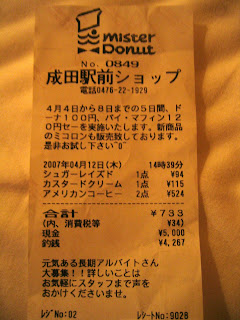 mister
Donut
No. 0849
成田駅前ショップ
電話0476-22-1929
4月4日から8日までの5日間、ド
ーナ100円、パイ・マフィン12
0円セーを実施いたします。新商品
のミコロンも販売致しております。
是非お試し下さい^0^
2007年04月12日(木) 14時39分
シュガーレイズド 1点 ¥94
カスタードクリーム 1点 ¥115
アメリカンコーヒー 2点 ¥524
合計 ¥733
(内、消費税等 ¥34)
現金 ¥5,000
釣銭 ¥4,267
元気ある長期アルバイトさん
大募集!!詳しいことは
お気軽にスタッフまで声を
おかけくださいませ。
レジNo:02 レシートNo:9028